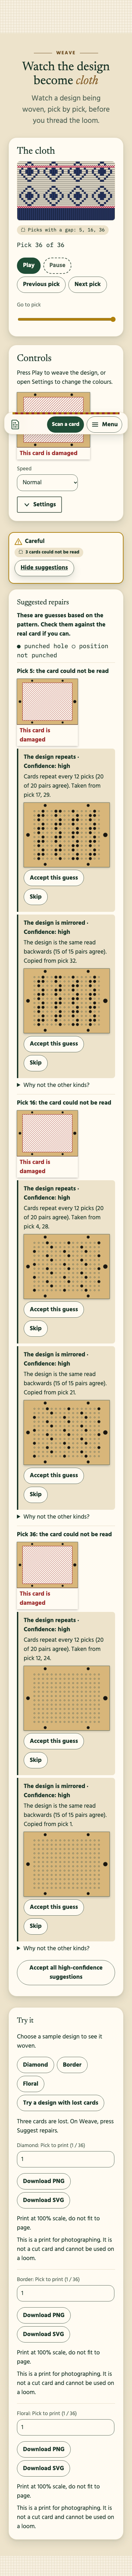 WEAVE
Watch the design
become cloth
Watch a design being
woven, pick by pick, before
you thread the loom.
The cloth
Picks with a gap: 5, 16, 36
Pick 36 of 36
Play
Pause
Previous pick
Next pick
Go to pick
Controls
Press Play to weave the design, or
open Settings to change the colours.
Scan a card
Menu
This card is damaged
Speed
Normal
Settings
Careful
3 cards could not be read
Hide suggestions
Suggested repairs
These are guesses based on the
pattern. Check them against the
real card if you can.
● punched hole ○ position
not punched
Pick 5: the card could not be read
This card is
damaged
The design repeats ·
Confidence: high
Cards repeat every 12 picks (20
of 20 pairs agree). Taken from
pick 17, 29.
Accept this guess
Skip
The design is mirrored ·
Confidence: high
The design is the same read
backwards (15 of 15 pairs agree).
Copied from pick 32.
Accept this guess
Skip
Why not the other kinds?
Pick 16: the card could not be read
This card is
damaged
The design repeats ·
Confidence: high
Cards repeat every 12 picks (20
of 20 pairs agree). Taken from
pick 4, 28.
Accept this guess
Skip
The design is mirrored ·
Confidence: high
The design is the same read
backwards (15 of 15 pairs agree).
Copied from pick 21.
Accept this guess
Skip
Why not the other kinds?
Pick 36: the card could not be read
This card is
damaged
The design repeats ·
Confidence: high
Cards repeat every 12 picks (20
of 20 pairs agree). Taken from
pick 12, 24.
Accept this guess
Skip
The design is mirrored ·
Confidence: high
The design is the same read
backwards (15 of 15 pairs agree).
Copied from pick 1.
Accept this guess
Skip
Why not the other kinds?
Accept all high-confidence
suggestions
Try it
Choose a sample design to see it
woven.
Diamond
Border
Floral
Try a design with lost cards
Three cards are lost. On Weave, press
Suggest repairs.
Diamond: Pick to print (1 / 36)
1
Download PNG
Download SVG
Print at 100% scale, do not fit to
page.
This is a print for photographing. It is
not a cut card and cannot be used on
a loom.
Border: Pick to print (1 / 36)
1
Download PNG
Download SVG
Print at 100% scale, do not fit to
page.
This is a print for photographing. It is
not a cut card and cannot be used on
a loom.
Floral: Pick to print (1 / 36)
1
Download PNG
Download SVG
Print at 100% scale, do not fit to
page.
This is a print for photographing. It is
not a cut card and cannot be used on
a loom.